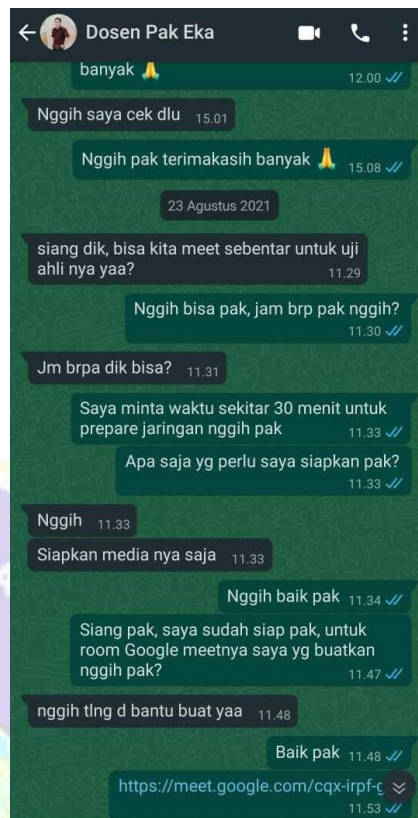 Dosen Pak Eka
banyak 🙏 12.00
Nggih saya cek dlu 15.01
Nggih pak terimakasih banyak 🙏 15.08
23 Agustus 2021
siang dik, bisa kita meet sebentar untuk uji
ahli nya yaa? 11.29
Nggih bisa pak, jam brp pak nggih?
11.30
Jm brpa dik bisa? 11.31
Saya minta waktu sekitar 30 menit untuk
prepare jaringan nggih pak 11.33
Apa saja yg perlu saya siapkan pak?
11.33
Nggih 11.33
Siapkan media nya saja 11.33
Nggih baik pak 11.34
Siang pak, saya sudah siap pak, untuk
room Google meetnya saya yg buatkan
nggih pak? 11.47
nggih tlng d bantu buat yaa 11.48
Baik pak 11.48
https://meet.google.com/cqx-irpf-
11.53